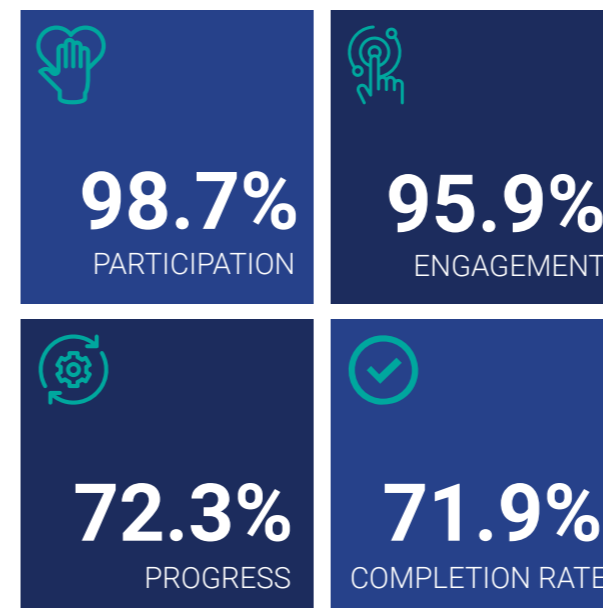 98.7%
PARTICIPATION
95.9%
ENGAGEMENT
72.3%
PROGRESS
71.9%
COMPLETION RATE